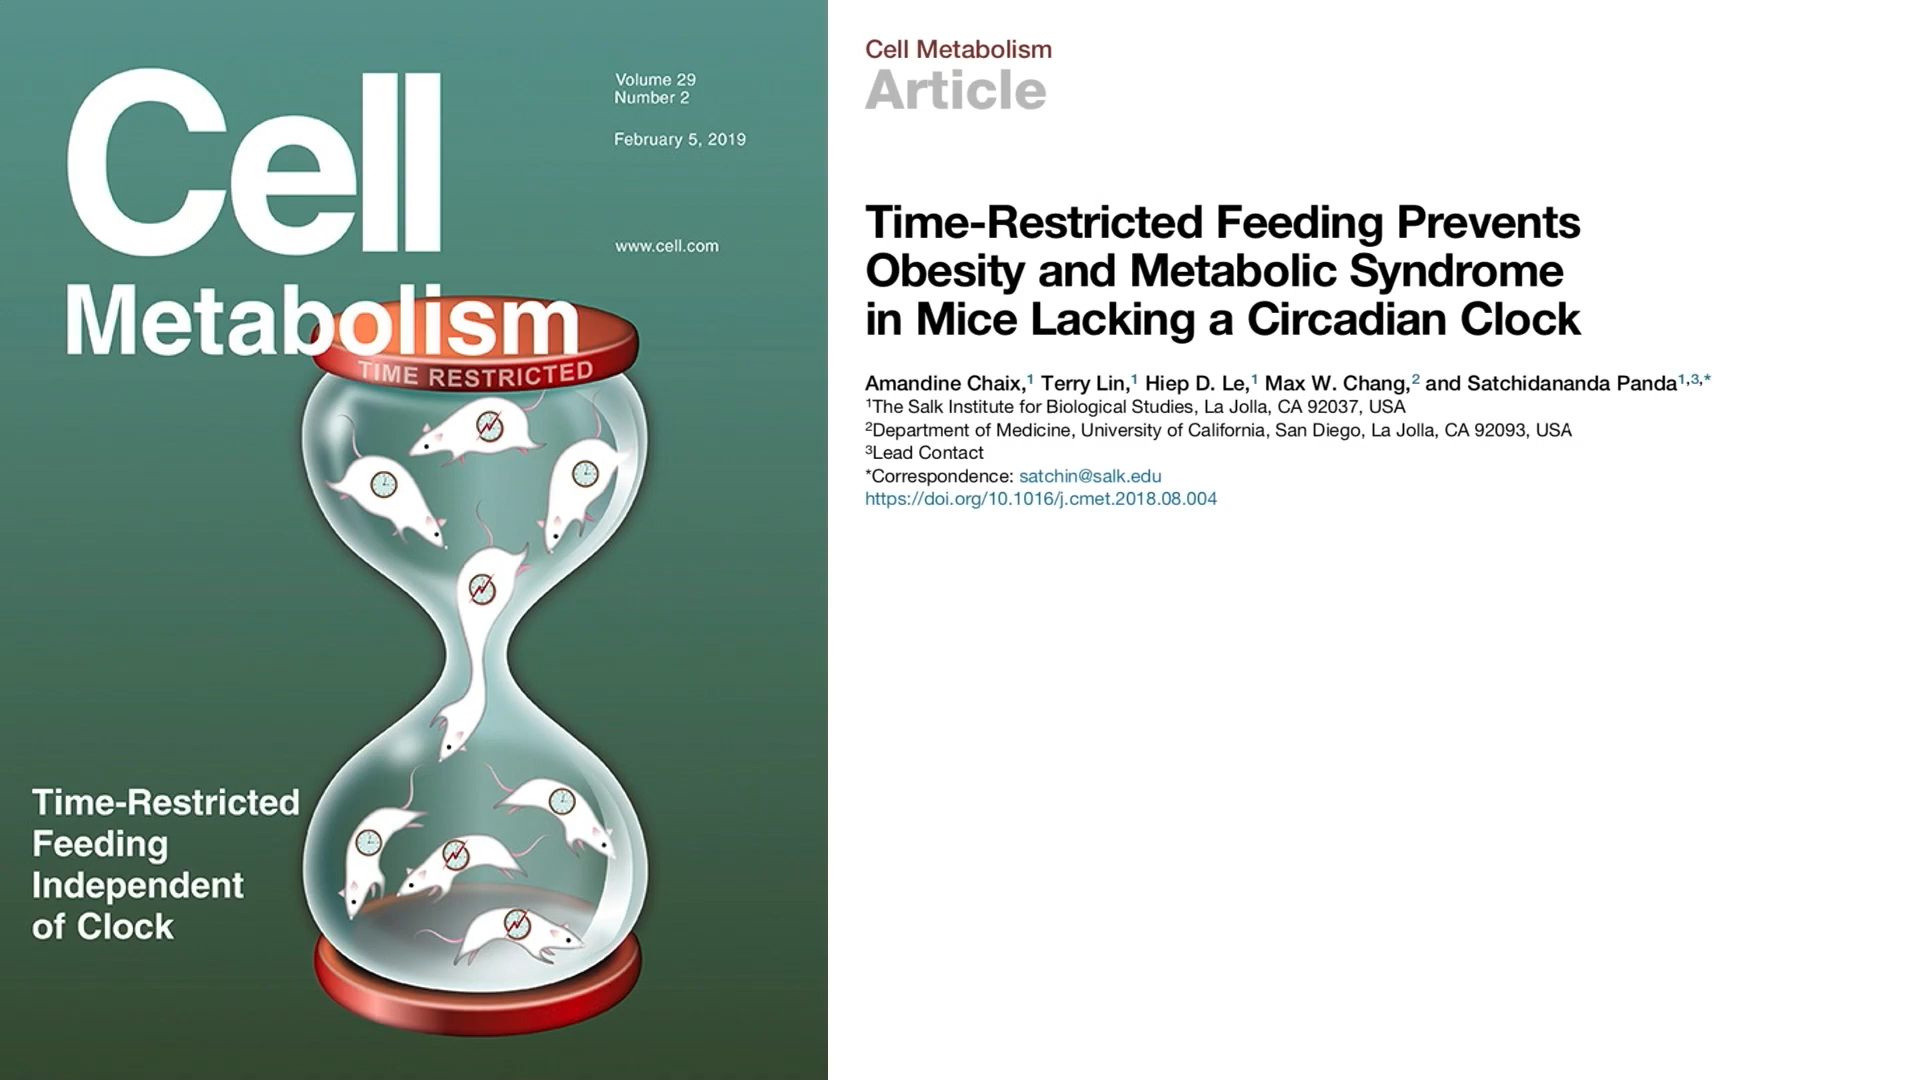 Cell
Metabolism
Volume 29
Number 2
February 5, 2019
www.cell.com
TIME RESTRICTED
Time-Restricted
Feeding
Independent
of Clock
Cell Metabolism
Article
Time-Restricted Feeding Prevents
Obesity and Metabolic Syndrome
in Mice Lacking a Circadian Clock
Amandine Chaix,¹ Terry Lin,¹ Hiep D. Le,¹ Max W. Chang,² and Satchidananda Panda¹,³,*
¹The Salk Institute for Biological Studies, La Jolla, CA 92037, USA
²Department of Medicine, University of California, San Diego, La Jolla, CA 92093, USA
³Lead Contact
*Correspondence: satchin@salk.edu
https://doi.org/10.1016/j.cmet.2018.08.004